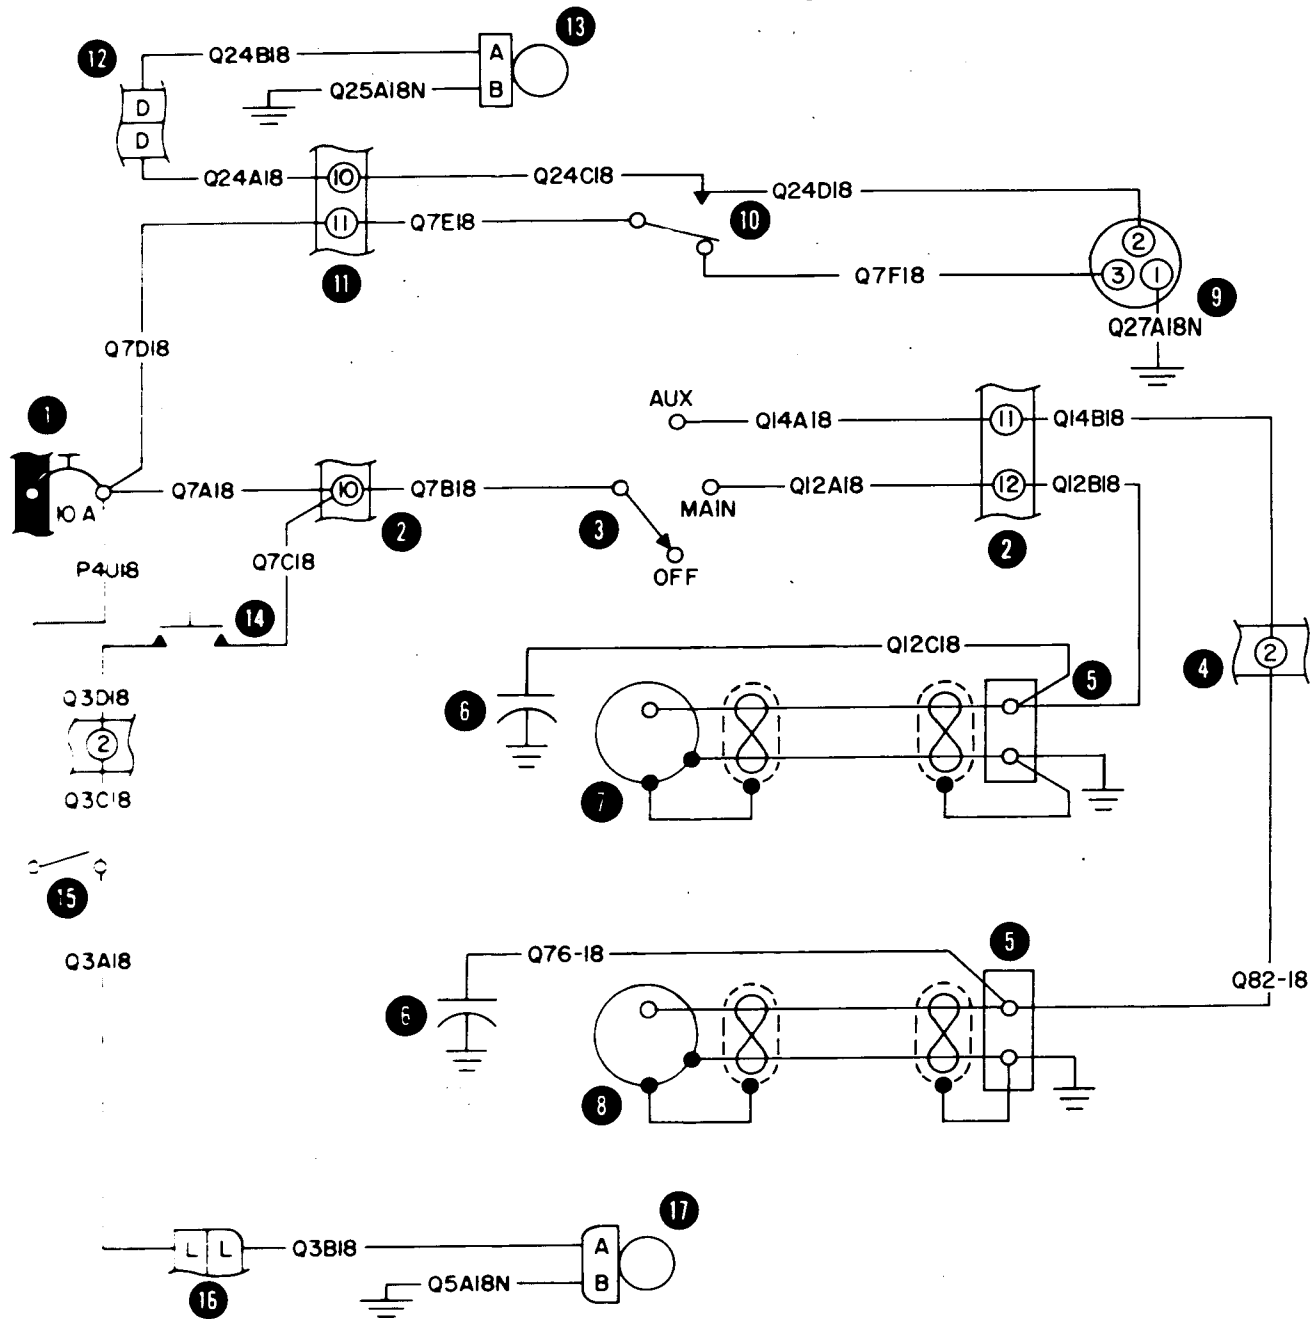 13
12
Q24B18
A
Q25A18N
B
D
D
Q24A18
10
Q24C18
Q24D18
11
Q7E18
10
2
3
1
Q7F18
11
9
Q27A18N
Q7D18
AUX
1
Q14A18
11
Q14B18
Q7A18
10
Q7B18
Q12A18
12
Q12B18
MAIN
10 A
2
3
2
Q7C18
P4U18
OFF
14
Q12C18
2
4
Q3D18
5
6
2
Q3C18
7
15
5
Q3A18
Q76-18
Q82-18
6
8
17
L
L
Q3B18
A
Q5A18N
B
16